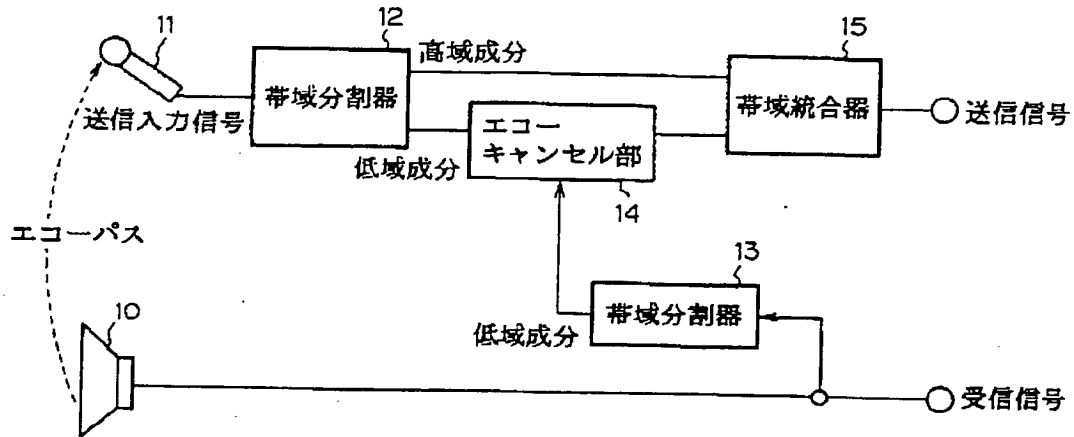 11
12
15
高域成分
帯域分割器
送信入力信号
エコー
キャンセル部
帯域統合器
送信信号
低域成分
14
エコーパス
13
帯域分割器
低域成分
10
受信信号